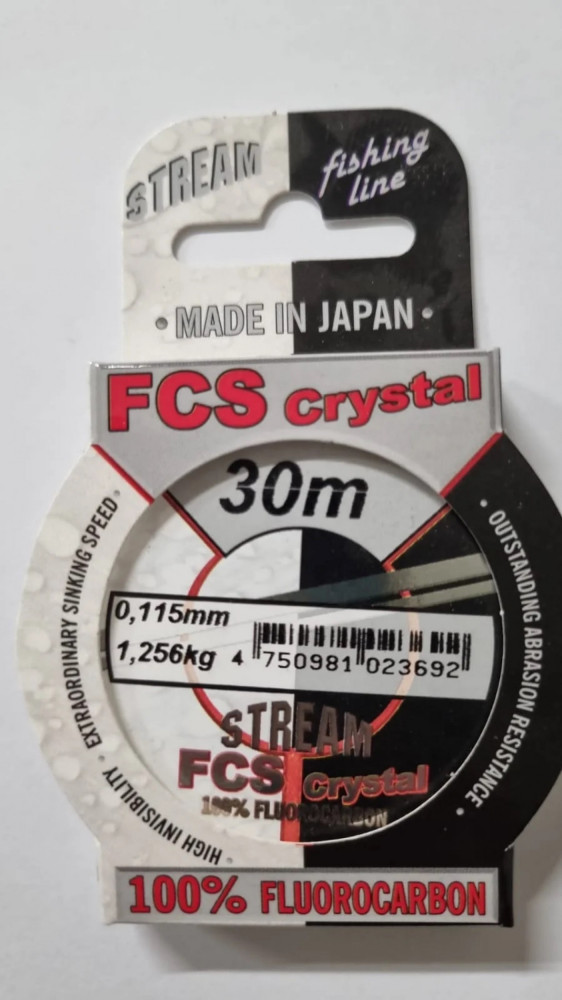 STREAM
fishing
line
• MADE IN JAPAN •
FCS crystal
30m
HIGH INVISIBILITY • EXTRAORDINARY SINKING SPEED •
• OUTSTANDING ABRASION RESISTANCE •
0,115mm
1,256kg
4 750981 023692
STREAM
FCS crystal
100% FLUOROCARBON
100% FLUOROCARBON